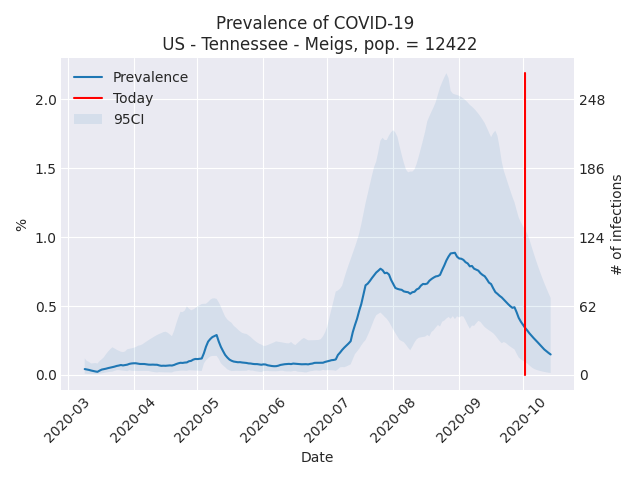 Prevalence of COVID-19
US - Tennessee - Meigs, pop. = 12422
Prevalence
Today
95CI
2.0
1.5
1.0
0.5
0.0
%
248
186
124
62
0
# of infections
2020-03
2020-04
2020-05
2020-06
2020-07
2020-08
2020-09
2020-10
Date